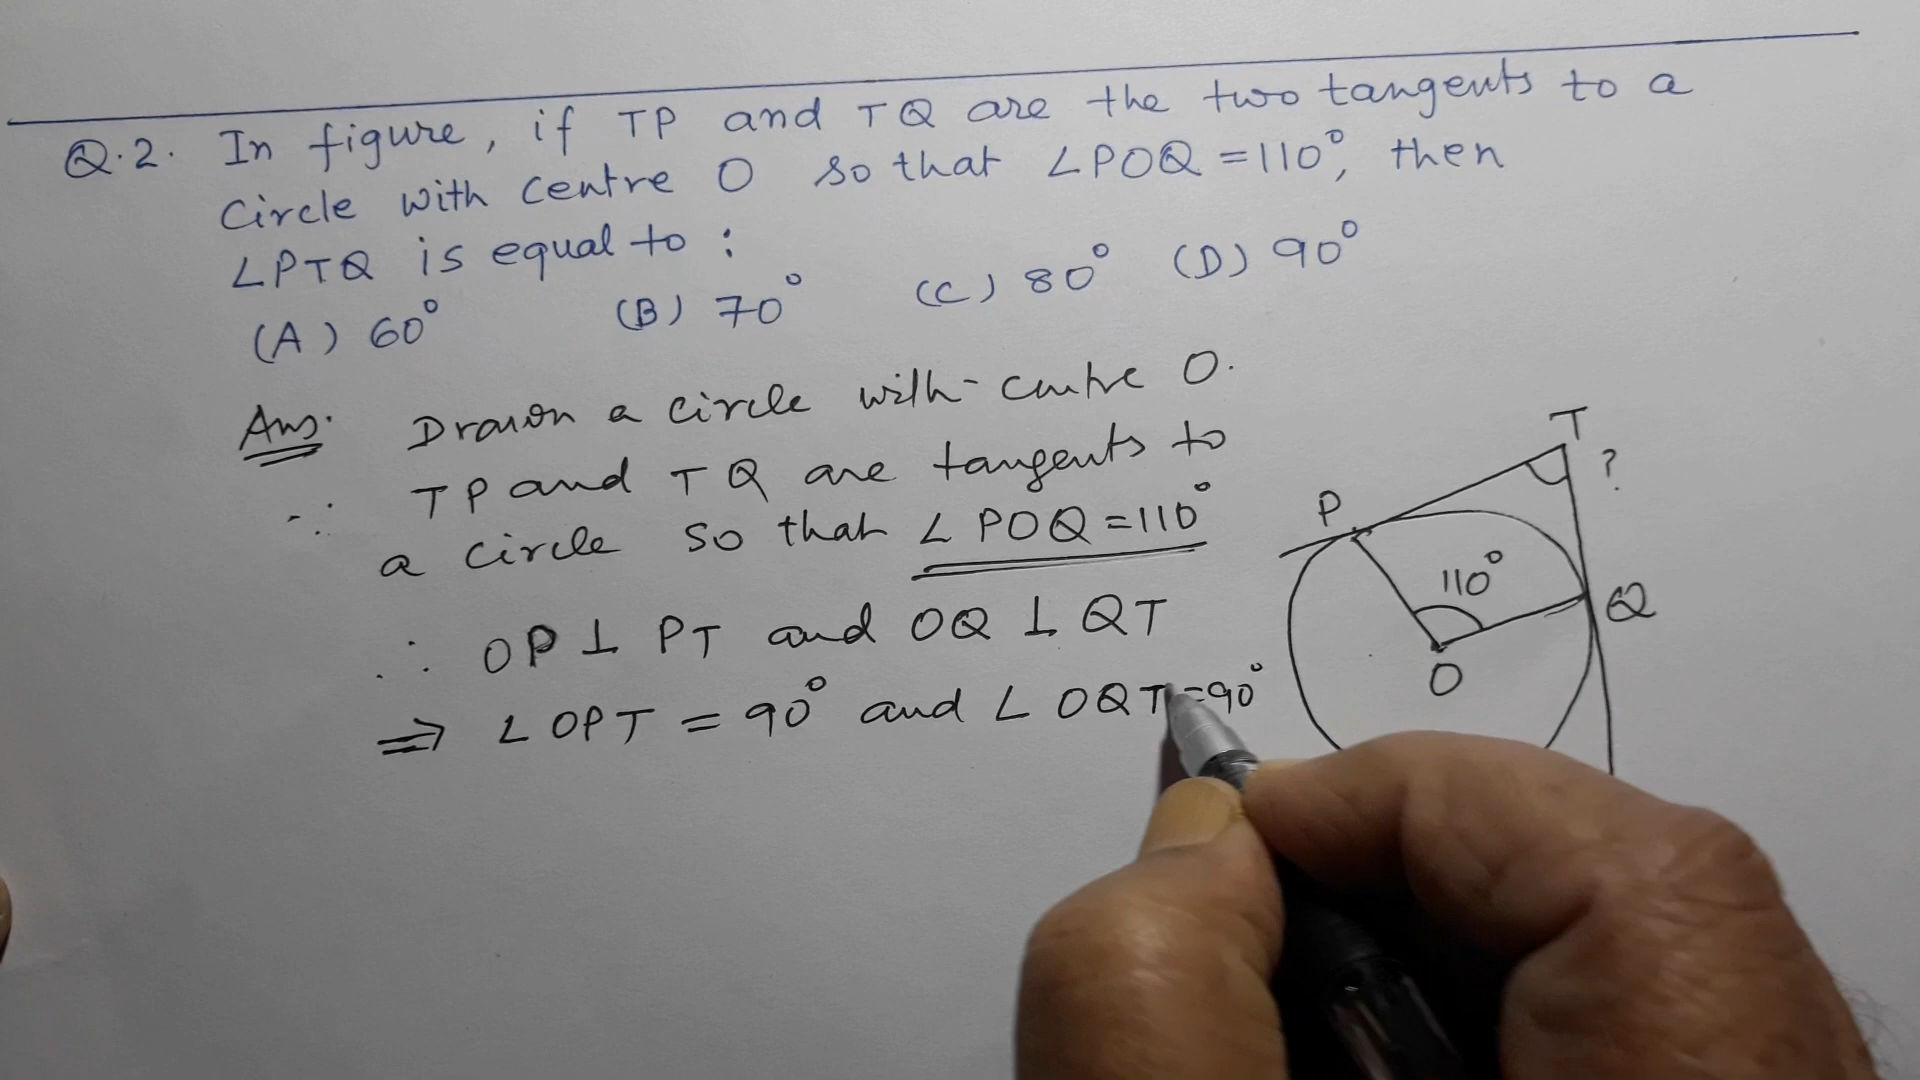 Q.2. In figure, if TP and TQ are the two tangents to a
Circle with centre O so that ∠POQ = 110°, then
∠PTQ is equal to :
(A) 60° (B) 70° (C) 80° (D) 90°
Ans. Drawn a circle with centre O.
∵ TP and TQ are tangents to
a circle so that ∠POQ = 110°
∴ OP ⊥ PT and OQ ⊥ QT
⇒ ∠OPT = 90° and ∠OQT = 90°
T
?
P
110°
Q
O